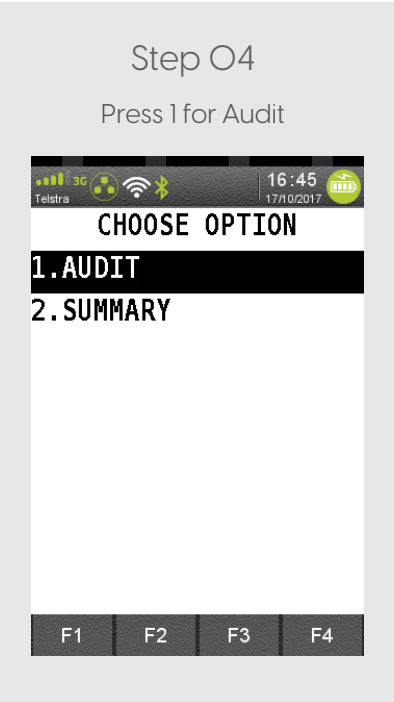 Step 04
Press 1 for Audit
3G
Telstra
16:45
17/10/2017
CHOOSE OPTION
1.AUDIT
2.SUMMARY
F1 F2 F3 F4